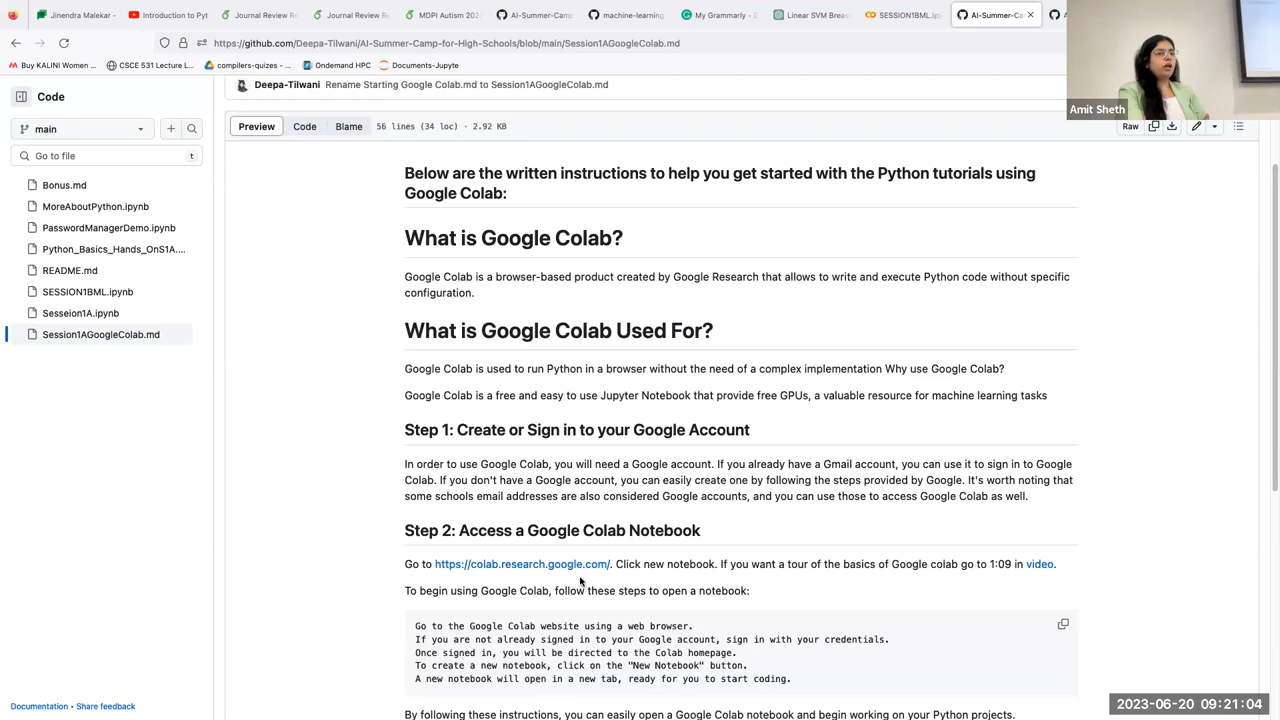 Jinendra Malekar -
Introduction to Pyt
Journal Review Re
Journal Review Re
MDPI Autism 202
AI-Summer-Camp
machine-learning
My Grammarly -
Linear SVM Breas
SESSION1BML.ipy
AI-Summer-Ca
https://github.com/Deepa-Tilwani/AI-Summer-Camp-for-High-Schools/blob/main/Session1AGoogleColab.md
Buy KALINI Women ...
CSCE 531 Lecture L...
compilers-quizes - ...
Ondemand HPC
Documents-Jupyte
Amit Sheth
Code
main
Go to file
t
Bonus.md
MoreAboutPython.ipynb
PasswordManagerDemo.ipynb
Python_Basics_Hands_OnS1A....
README.md
SESSION1BML.ipynb
Sesseion1A.ipynb
Session1AGoogleColab.md
Documentation • Share feedback
Deepa-Tilwani Rename Starting Google Colab.md to Session1AGoogleColab.md
Preview Code Blame 56 lines (34 loc) · 2.92 KB
Raw
Below are the written instructions to help you get started with the Python tutorials using
Google Colab:
What is Google Colab?
Google Colab is a browser-based product created by Google Research that allows to write and execute Python code without specific
configuration.
What is Google Colab Used For?
Google Colab is used to run Python in a browser without the need of a complex implementation Why use Google Colab?
Google Colab is a free and easy to use Jupyter Notebook that provide free GPUs, a valuable resource for machine learning tasks
Step 1: Create or Sign in to your Google Account
In order to use Google Colab, you will need a Google account. If you already have a Gmail account, you can use it to sign in to Google
Colab. If you don't have a Google account, you can easily create one by following the steps provided by Google. It's worth noting that
some schools email addresses are also considered Google accounts, and you can use those to access Google Colab as well.
Step 2: Access a Google Colab Notebook
Go to https://colab.research.google.com/. Click new notebook. If you want a tour of the basics of Google colab go to 1:09 in video.
To begin using Google Colab, follow these steps to open a notebook:
Go to the Google Colab website using a web browser.
If you are not already signed in to your Google account, sign in with your credentials.
Once signed in, you will be directed to the Colab homepage.
To create a new notebook, click on the "New Notebook" button.
A new notebook will open in a new tab, ready for you to start coding.
By following these instructions, you can easily open a Google Colab notebook and begin working on your Python projects.
2023-06-20 09:21:04